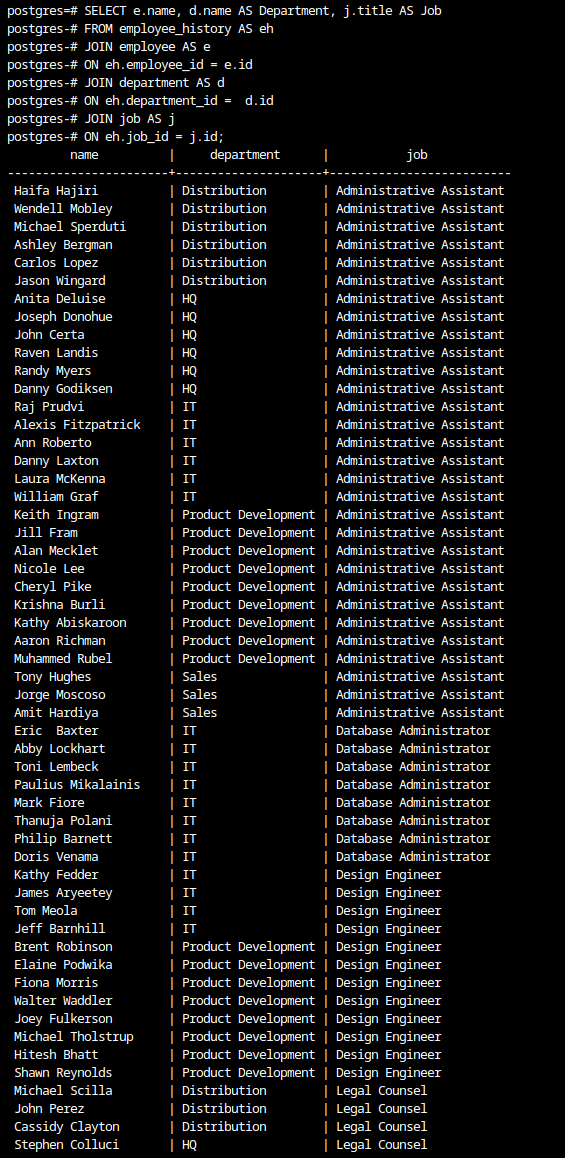 postgres=# SELECT e.name, d.name AS Department, j.title AS Job
postgres-# FROM employee_history AS eh
postgres-# JOIN employee AS e
postgres-# ON eh.employee_id = e.id
postgres-# JOIN department AS d
postgres-# ON eh.department_id =  d.id
postgres-# JOIN job AS j
postgres-# ON eh.job_id = j.id;
         name          |     department      |           job
-----------------------+---------------------+--------------------------
 Haifa Hajiri          | Distribution        | Administrative Assistant
 Wendell Mobley        | Distribution        | Administrative Assistant
 Michael Sperduti      | Distribution        | Administrative Assistant
 Ashley Bergman        | Distribution        | Administrative Assistant
 Carlos Lopez          | Distribution        | Administrative Assistant
 Jason Wingard         | Distribution        | Administrative Assistant
 Anita Deluise         | HQ                  | Administrative Assistant
 Joseph Donohue        | HQ                  | Administrative Assistant
 John Certa            | HQ                  | Administrative Assistant
 Raven Landis          | HQ                  | Administrative Assistant
 Randy Myers           | HQ                  | Administrative Assistant
 Danny Godiksen        | HQ                  | Administrative Assistant
 Raj Prudvi            | IT                  | Administrative Assistant
 Alexis Fitzpatrick    | IT                  | Administrative Assistant
 Ann Roberto           | IT                  | Administrative Assistant
 Danny Laxton          | IT                  | Administrative Assistant
 Laura McKenna         | IT                  | Administrative Assistant
 William Graf          | IT                  | Administrative Assistant
 Keith Ingram          | Product Development | Administrative Assistant
 Jill Fram             | Product Development | Administrative Assistant
 Alan Mecklet          | Product Development | Administrative Assistant
 Nicole Lee            | Product Development | Administrative Assistant
 Cheryl Pike           | Product Development | Administrative Assistant
 Krishna Burli         | Product Development | Administrative Assistant
 Kathy Abiskaroon      | Product Development | Administrative Assistant
 Aaron Richman         | Product Development | Administrative Assistant
 Muhammed Rubel        | Product Development | Administrative Assistant
 Tony Hughes           | Sales               | Administrative Assistant
 Jorge Moscoso         | Sales               | Administrative Assistant
 Amit Hardiya          | Sales               | Administrative Assistant
 Eric  Baxter          | IT                  | Database Administrator
 Abby Lockhart         | IT                  | Database Administrator
 Toni Lembeck          | IT                  | Database Administrator
 Paulius Mikalainis    | IT                  | Database Administrator
 Mark Fiore            | IT                  | Database Administrator
 Thanuja Polani        | IT                  | Database Administrator
 Philip Barnett        | IT                  | Database Administrator
 Doris Venama          | IT                  | Database Administrator
 Kathy Fedder          | IT                  | Design Engineer
 James Aryeetey        | IT                  | Design Engineer
 Tom Meola             | IT                  | Design Engineer
 Jeff Barnhill         | IT                  | Design Engineer
 Brent Robinson        | Product Development | Design Engineer
 Elaine Podwika        | Product Development | Design Engineer
 Fiona Morris          | Product Development | Design Engineer
 Walter Waddler        | Product Development | Design Engineer
 Joey Fulkerson        | Product Development | Design Engineer
 Michael Tholstrup     | Product Development | Design Engineer
 Hitesh Bhatt          | Product Development | Design Engineer
 Shawn Reynolds        | Product Development | Design Engineer
 Michael Scilla        | Distribution        | Legal Counsel
 John Perez            | Distribution        | Legal Counsel
 Cassidy Clayton       | Distribution        | Legal Counsel
 Stephen Colluci       | HQ                  | Legal Counsel